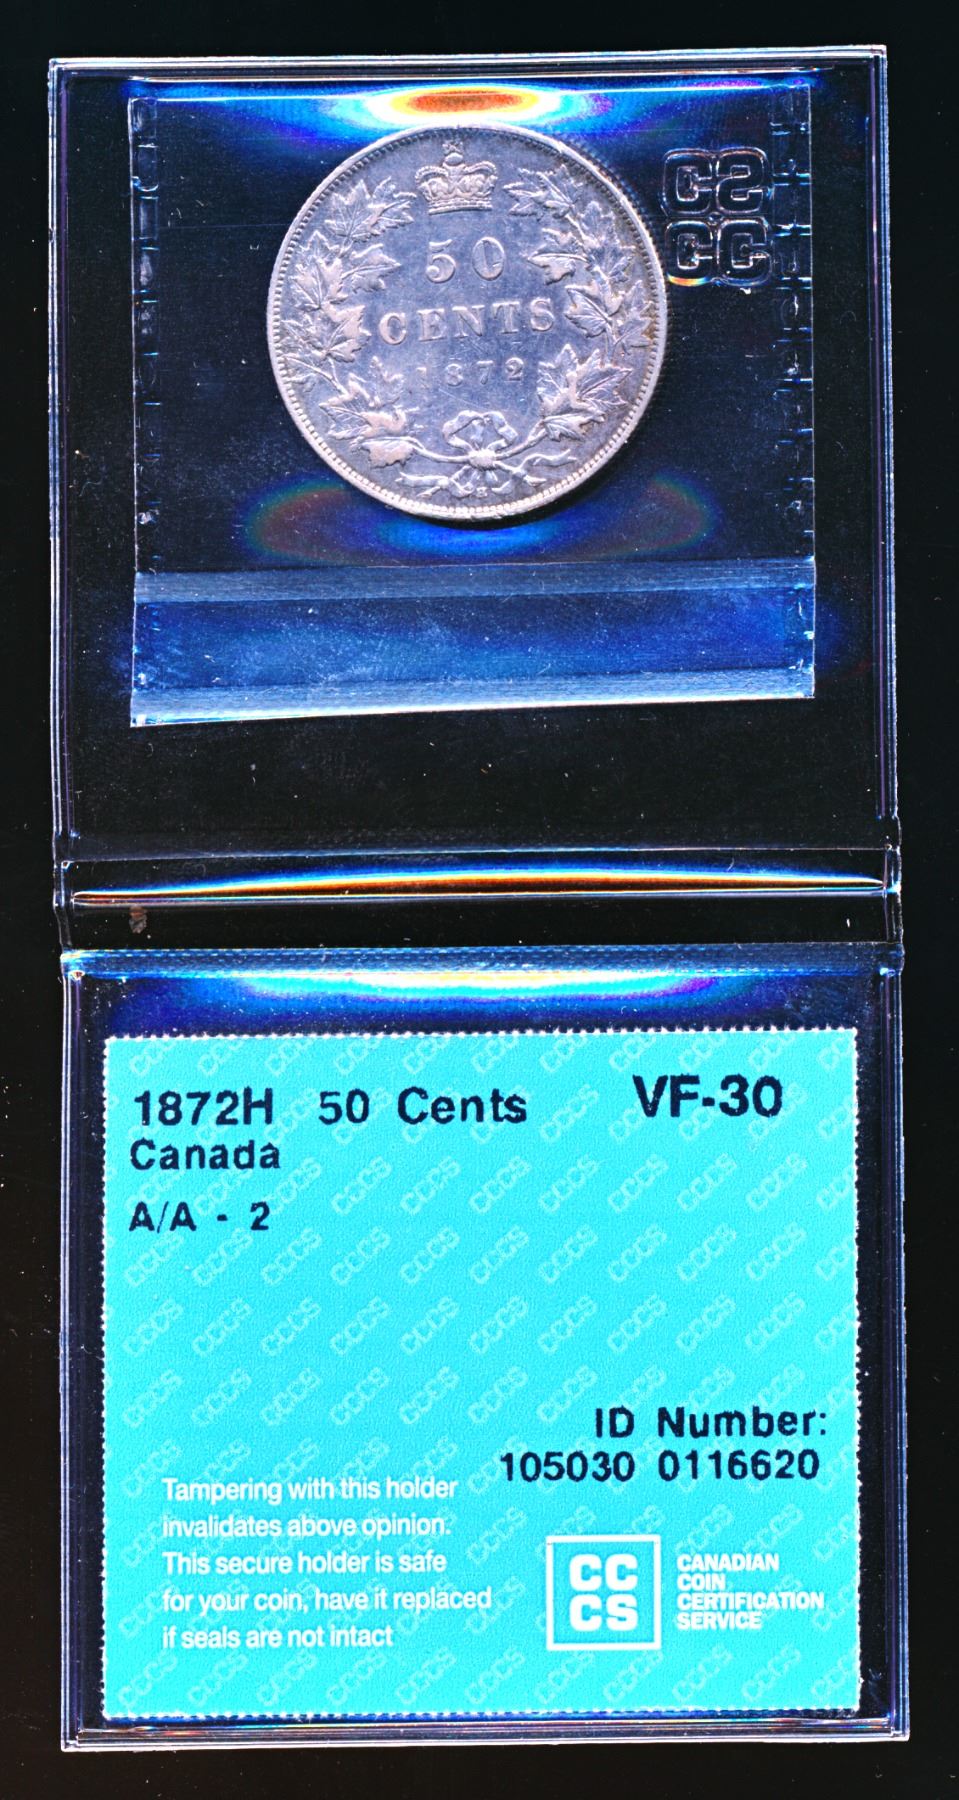 50
CENTS
1872
H
CCCS
1872H 50 Cents VF-30
Canada
A/A - 2
ID Number:
105030 0116620
Tampering with this holder
invalidates above opinion.
This secure holder is safe
for your coin, have it replaced
if seals are not intact
CC
CS
CANADIAN
COIN
CERTIFICATION
SERVICE